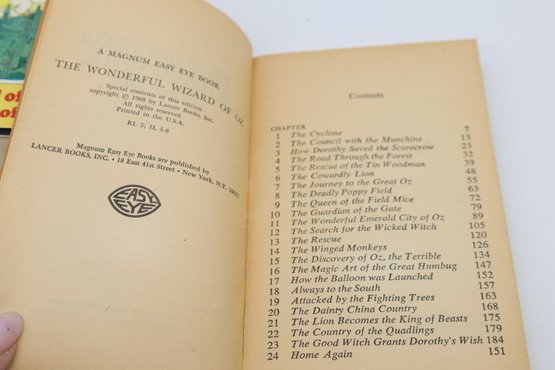 d of
of
A MAGNUM EASY EYE BOOK
THE WONDERFUL WIZARD OF OZ
Special contents of this edition
copyright © 1968 by Lancer Books, Inc.
All rights reserved.
Printed in the U.S.A.
RL 5; IL 5-8
Magnum Easy Eye Books are published by
LANCER BOOKS, INC. • 18 East 41st Street • New York, N.Y. 10017
EASY
EYE
Contents
CHAPTER
1 The Cyclone 7
2 The Council with the Munchins 13
3 How Dorothy Saved the Scarecrow 23
4 The Road Through the Forest 32
5 The Rescue of the Tin Woodman 39
6 The Cowardly Lion 48
7 The Journey to the Great Oz 55
8 The Deadly Poppy Field 63
9 The Queen of the Field Mice 72
10 The Guardian of the Gate 79
11 The Wonderful Emerald City of Oz 89
12 The Search for the Wicked Witch 105
13 The Rescue 120
14 The Winged Monkeys 126
15 The Discovery of Oz, the Terrible 134
16 The Magic Art of the Great Humbug 147
17 How the Balloon was Launched 152
18 Always to the South 157
19 Attacked by the Fighting Trees 163
20 The Dainty China Country 168
21 The Lion Becomes the King of Beasts 175
22 The Country of the Quadlings 179
23 The Good Witch Grants Dorothy's Wish 184
24 Home Again 151